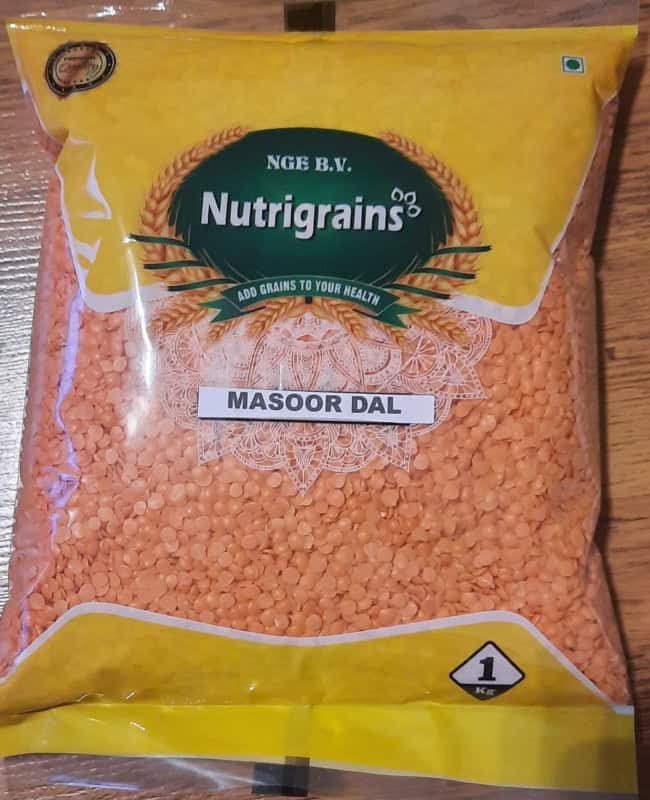 NGE B.V.
Nutrigrains
ADD GRAINS TO YOUR HEALTH
MASOOR DAL
1
Kg